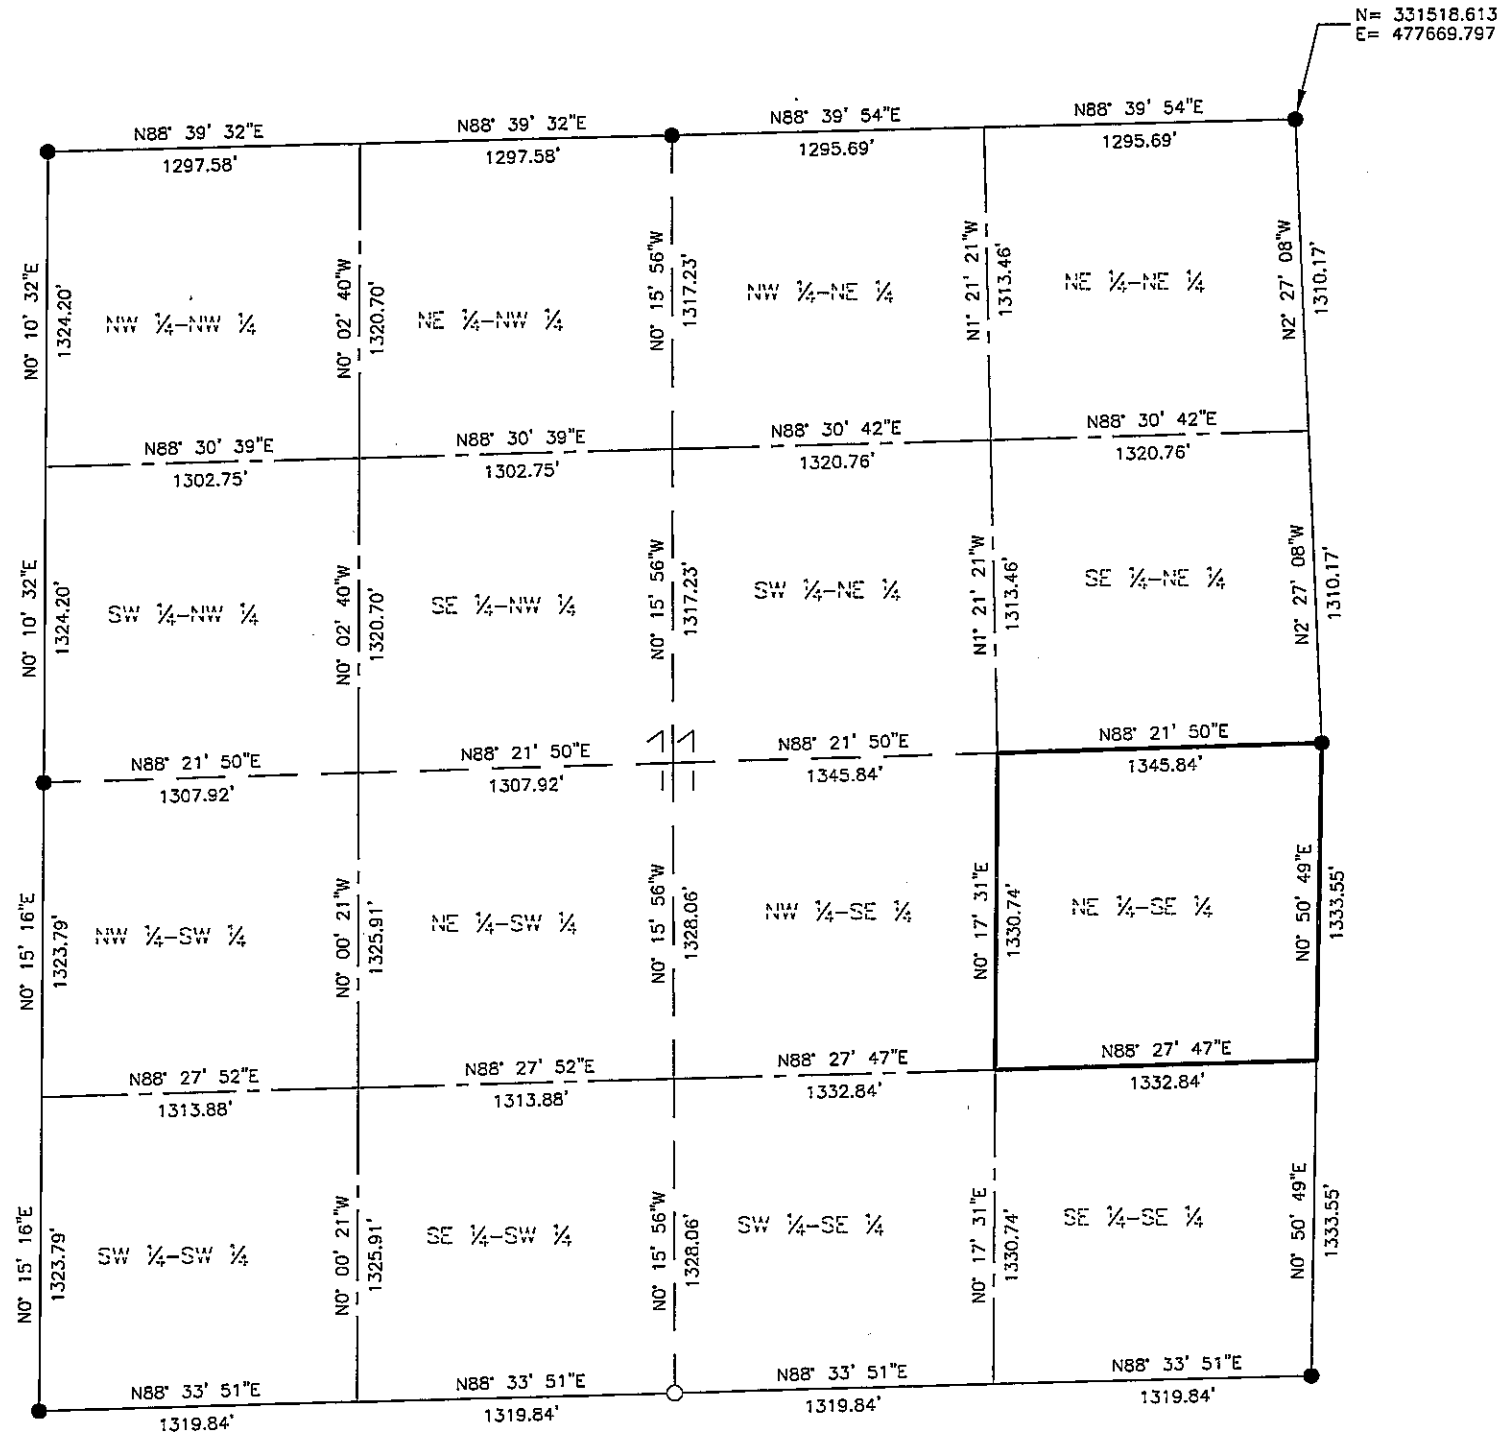 N= 331518.613
E= 477669.797
N88° 39' 32"E
1297.58'
N88° 39' 32"E
1297.58'
N88° 39' 54"E
1295.69'
N88° 39' 54"E
1295.69'
N0° 10' 32"E
1324.20'
NW ¼-NW ¼
N0° 02' 40"W
1320.70'
NE ¼-NW ¼
N0° 15' 56"W
1317.23'
NW ¼-NE ¼
N1° 21' 21"W
1313.46'
NE ¼-NE ¼
N2° 27' 08"W
1310.17'
N88° 30' 39"E
1302.75'
N88° 30' 39"E
1302.75'
N88° 30' 42"E
1320.76'
N88° 30' 42"E
1320.76'
N0° 10' 32"E
1324.20'
SW ¼-NW ¼
N0° 02' 40"W
1320.70'
SE ¼-NW ¼
N0° 15' 56"W
1317.23'
SW ¼-NE ¼
N1° 21' 21"W
1313.46'
SE ¼-NE ¼
N2° 27' 08"W
1310.17'
N88° 21' 50"E
1307.92'
N88° 21' 50"E
1307.92'
11
N88° 21' 50"E
1345.84'
N88° 21' 50"E
1345.84'
N0° 15' 16"E
1323.79'
NW ¼-SW ¼
N0° 00' 21"W
1325.91'
NE ¼-SW ¼
N0° 15' 56"W
1328.06'
NW ¼-SE ¼
N0° 17' 31"E
1330.74'
NE ¼-SE ¼
N0° 50' 49"E
1333.55'
N88° 27' 52"E
1313.88'
N88° 27' 52"E
1313.88'
N88° 27' 47"E
1332.84'
N88° 27' 47"E
1332.84'
N0° 15' 16"E
1323.79'
SW ¼-SW ¼
N0° 00' 21"W
1325.91'
SE ¼-SW ¼
N0° 15' 56"W
1328.06'
SW ¼-SE ¼
N0° 17' 31"E
1330.74'
SE ¼-SE ¼
N0° 50' 49"E
1333.55'
N88° 33' 51"E
1319.84'
N88° 33' 51"E
1319.84'
N88° 33' 51"E
1319.84'
N88° 33' 51"E
1319.84'